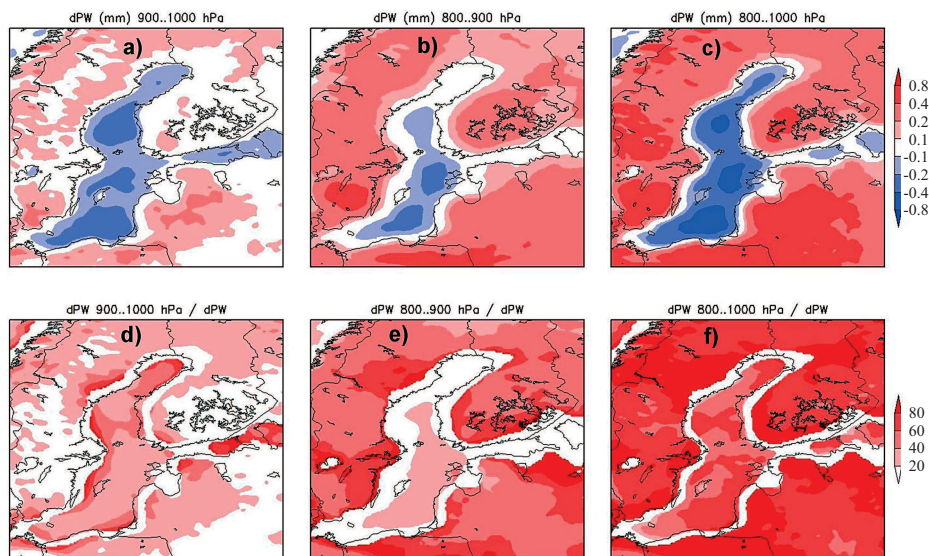 dPW (mm) 900..1000 hPa
dPW (mm) 800..900 hPa
dPW (mm) 800..1000 hPa
a)
b)
c)
0.8
0.2
0.1
-0.1
-0.2
-0.4
-0.8
dPW 900..1000 hPa / dPW
dPW 800..900 hPa / dPW
dPW 800..1000 hPa / dPW
d)
e)
f)
80
60
40
20